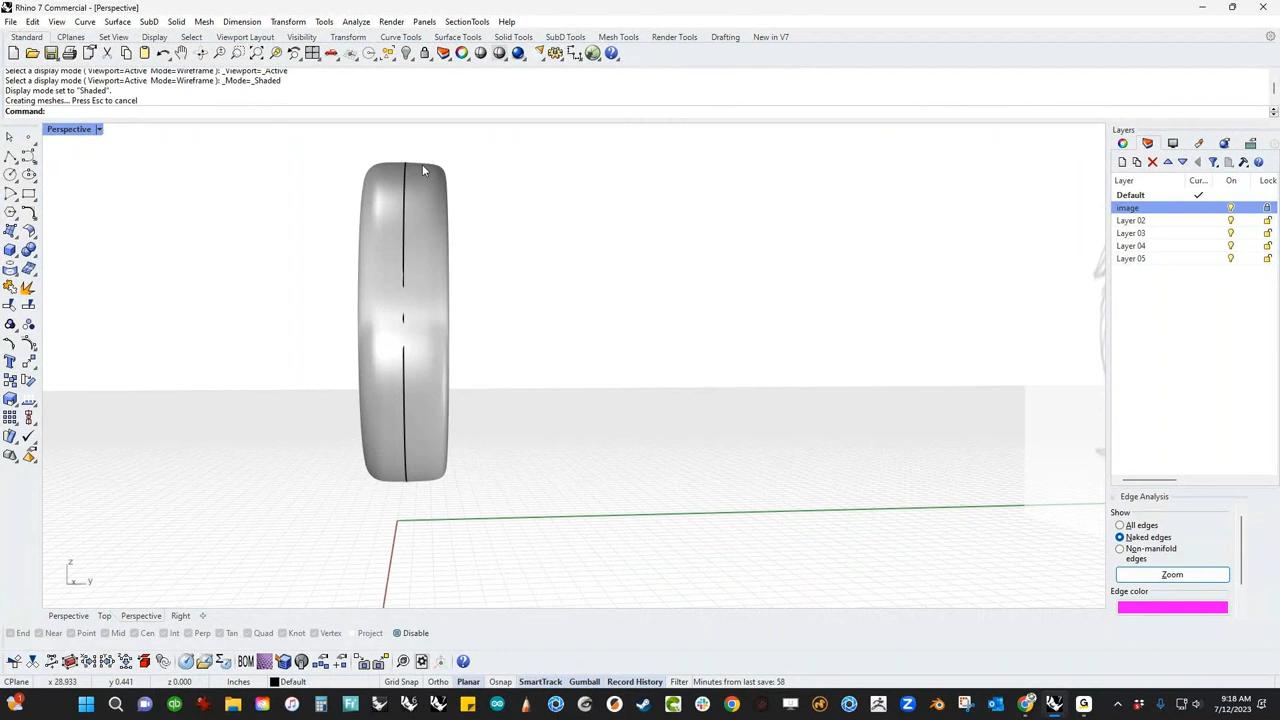 Rhino 7 Commercial - [Perspective]
File Edit View Curve Surface SubD Solid Mesh Dimension Transform Tools Analyze Render Panels SectionTools Help
Standard CPlanes Set View Display Select Viewport Layout Visibility Transform Curve Tools Surface Tools Solid Tools SubD Tools Mesh Tools Render Tools Drafting New in V7
Select a display mode ( Viewport=Active Mode=Wireframe ): _Viewport=_Active
Select a display mode ( Viewport=Active Mode=Wireframe ): _Mode=_Shaded
Display mode set to "Shaded".
Creating meshes... Press Esc to cancel
Command:
Perspective
Layers
Layer Cur... On Lock
Default
image
Layer 02
Layer 03
Layer 04
Layer 05
Edge Analysis
Show
All edges
Naked edges
Non-manifold
edges
Zoom
Edge color
z
x y
Perspective Top Perspective Right
End Near Point Mid Cen Int Perp Tan Quad Knot Vertex Project Disable
BOM
CPlane x 28.933 y 0.441 z 0.000 Inches Default Grid Snap Ortho Planar Osnap SmartTrack Gumball Record History Filter Minutes from last save: 58
9:18 AM
7/12/2023